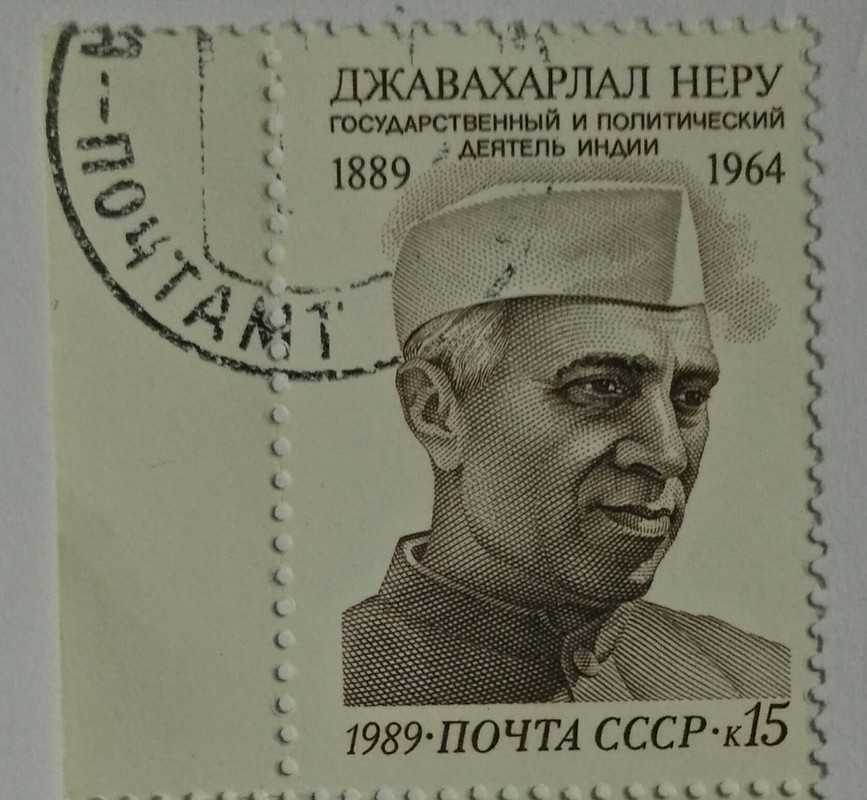 ДЖАВАХАРЛАЛ НЕРУ
ГОСУДАРСТВЕННЫЙ И ПОЛИТИЧЕСКИЙ
ДЕЯТЕЛЬ ИНДИИ
1889 1964
ПОЧТАМТ
1989·ПОЧТА СССР·к15